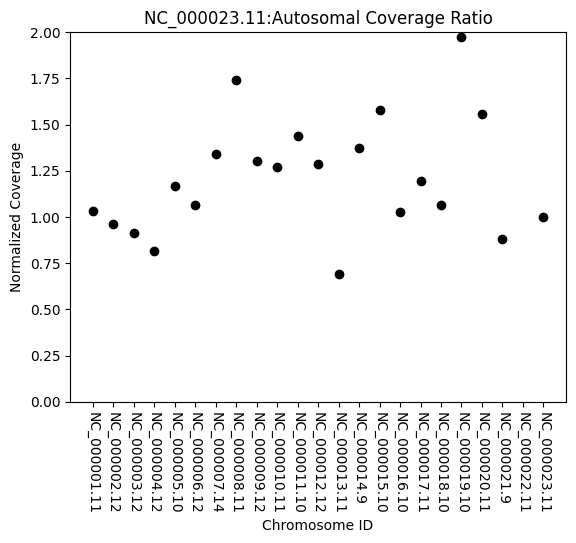 NC_000023.11:Autosomal Coverage Ratio
2.00
1.75
1.50
1.25
1.00
0.75
0.50
0.25
0.00
Normalized Coverage
NC_000001.11
NC_000002.12
NC_000003.12
NC_000004.12
NC_000005.10
NC_000006.12
NC_000007.14
NC_000008.11
NC_000009.12
NC_000010.11
NC_000011.10
NC_000012.12
NC_000013.11
NC_000014.9
NC_000015.10
NC_000016.10
NC_000017.11
NC_000018.10
NC_000019.10
NC_000020.11
NC_000021.9
NC_000022.11
NC_000023.11
Chromosome ID